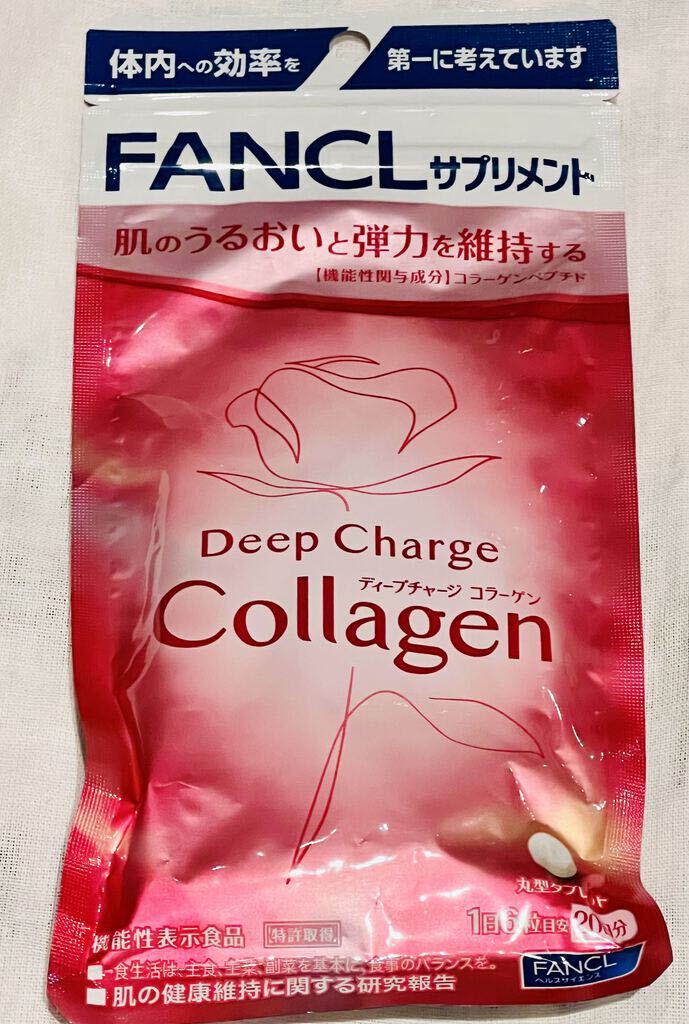 体内への効率を 第一に考えています
FANCL サプリメント
肌のうるおいと弾力を維持する
【機能性関与成分】コラーゲンペプチド
Deep Charge
ディープチャージ コラーゲン
Collagen
丸型タブレット
1日6粒目安 20日分
機能性表示食品 特許取得
■食生活は、主食、主菜、副菜を基本に、食事のバランスを。
■肌の健康維持に関する研究報告
FANCL
ヘルスサイエンス